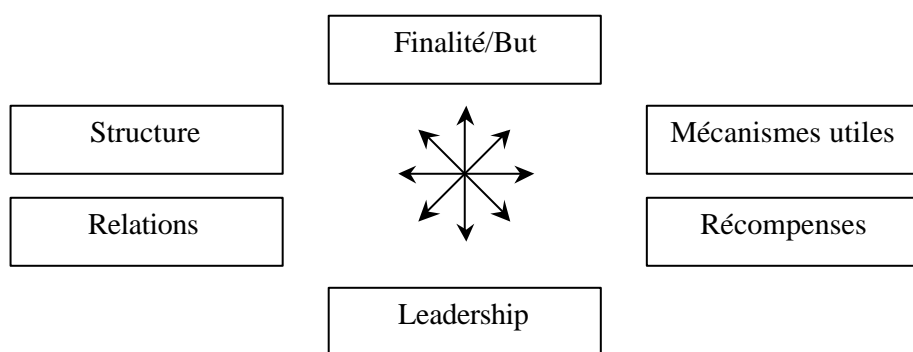 Finalité/But
Structure
Mécanismes utiles
Relations
Récompenses
Leadership